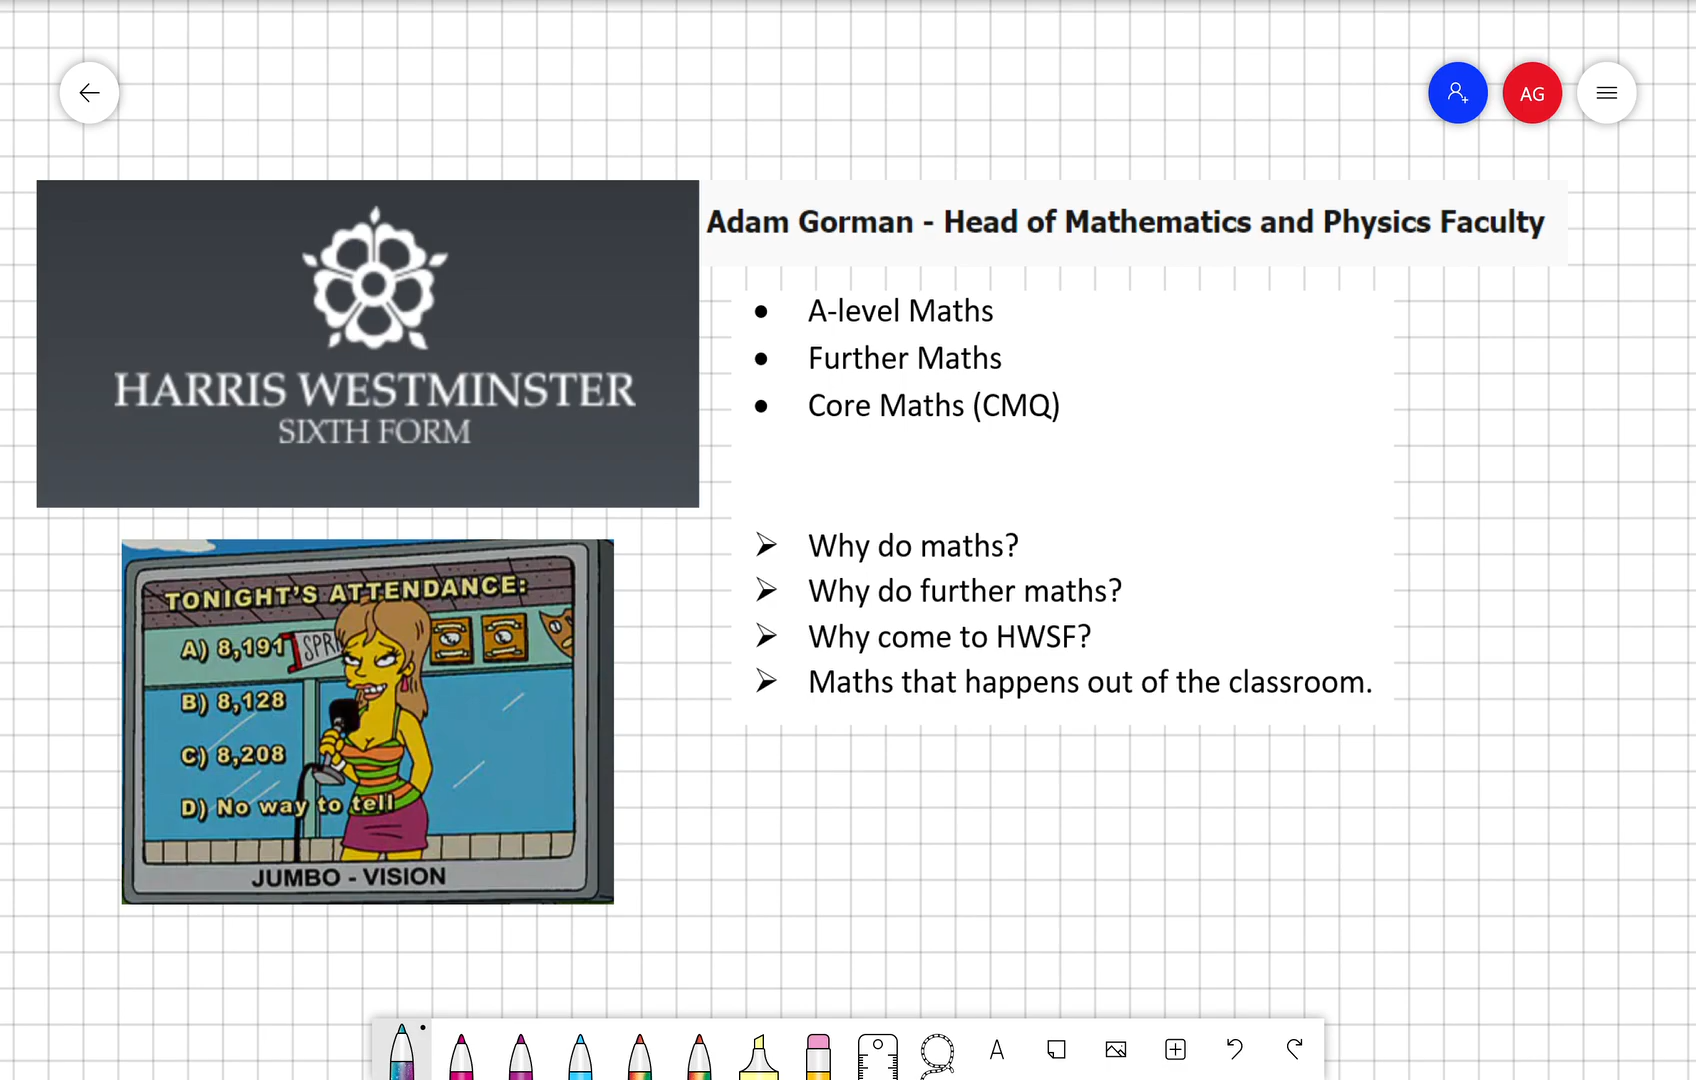 AG
HARRIS WESTMINSTER
SIXTH FORM
Adam Gorman - Head of Mathematics and Physics Faculty
• A-level Maths
• Further Maths
• Core Maths (CMQ)
➢ Why do maths?
➢ Why do further maths?
➢ Why come to HWSF?
➢ Maths that happens out of the classroom.
TONIGHT'S ATTENDANCE:
A) 8,191
SPR
B) 8,128
C) 8,208
D) No way to tell
JUMBO - VISION
A